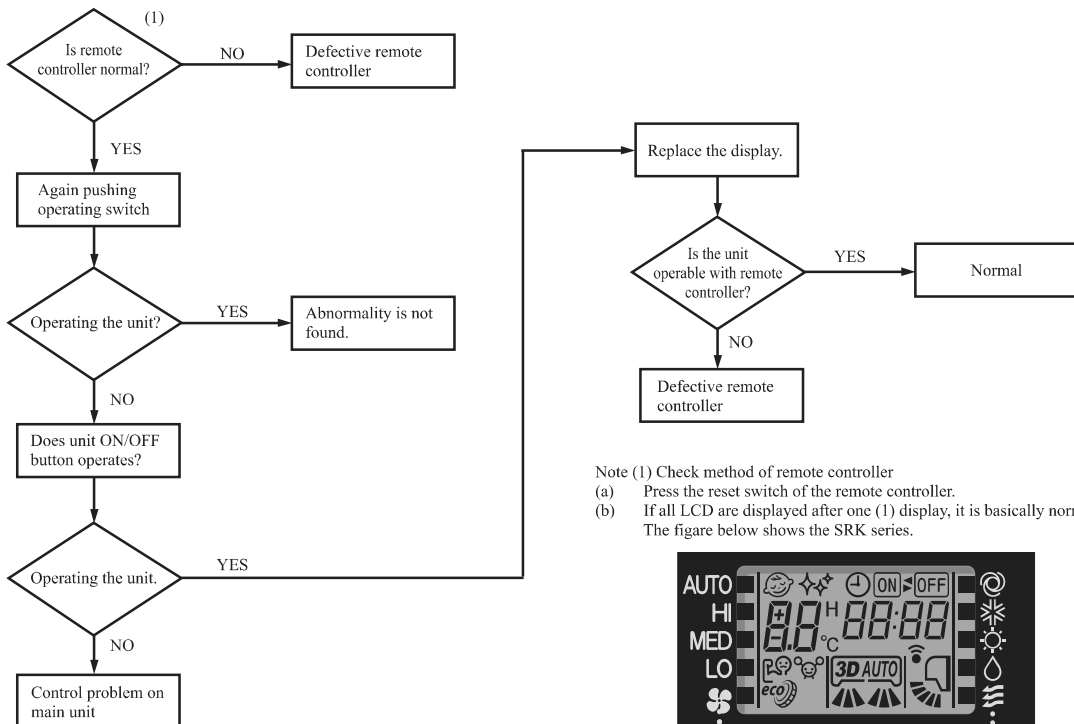 (1)
Is remote
controller normal?
NO
Defective remote
controller
YES
Again pushing
operating switch
Operating the unit?
YES
Abnormality is not
found.
NO
Does unit ON/OFF
button operates?
Operating the unit.
YES
NO
Control problem on
main unit
Replace the display.
Is the unit
operable with remote
controller?
YES
Normal
NO
Defective remote
controller
Note (1) Check method of remote controller
(a) Press the reset switch of the remote controller.
(b) If all LCD are displayed after one (1) display, it is basically norm
The figare below shows the SRK series.
AUTO
HI
MED
LO
ON OFF
+
-8.8 H 88:88
°C
3D AUTO
eco